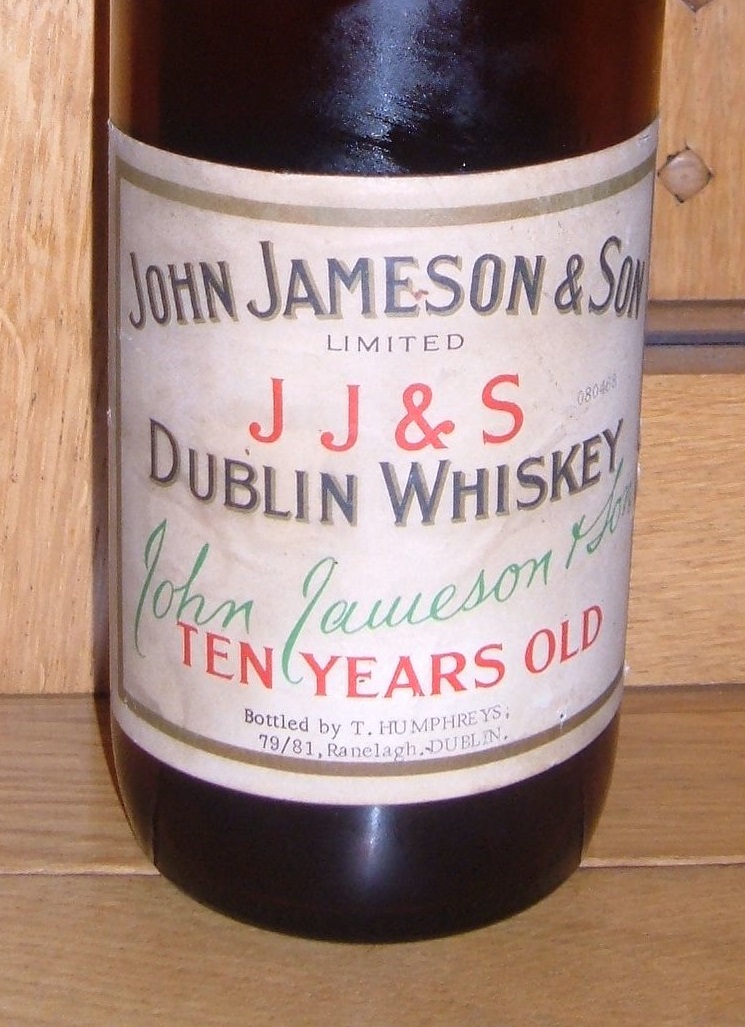 JOHN JAMESON & SON
LIMITED
J J & S
DUBLIN WHISKEY
John Jameson & Son
TEN YEARS OLD
Bottled by T. HUMPHREYS,
79/81, Ranelagh. DUBLIN.